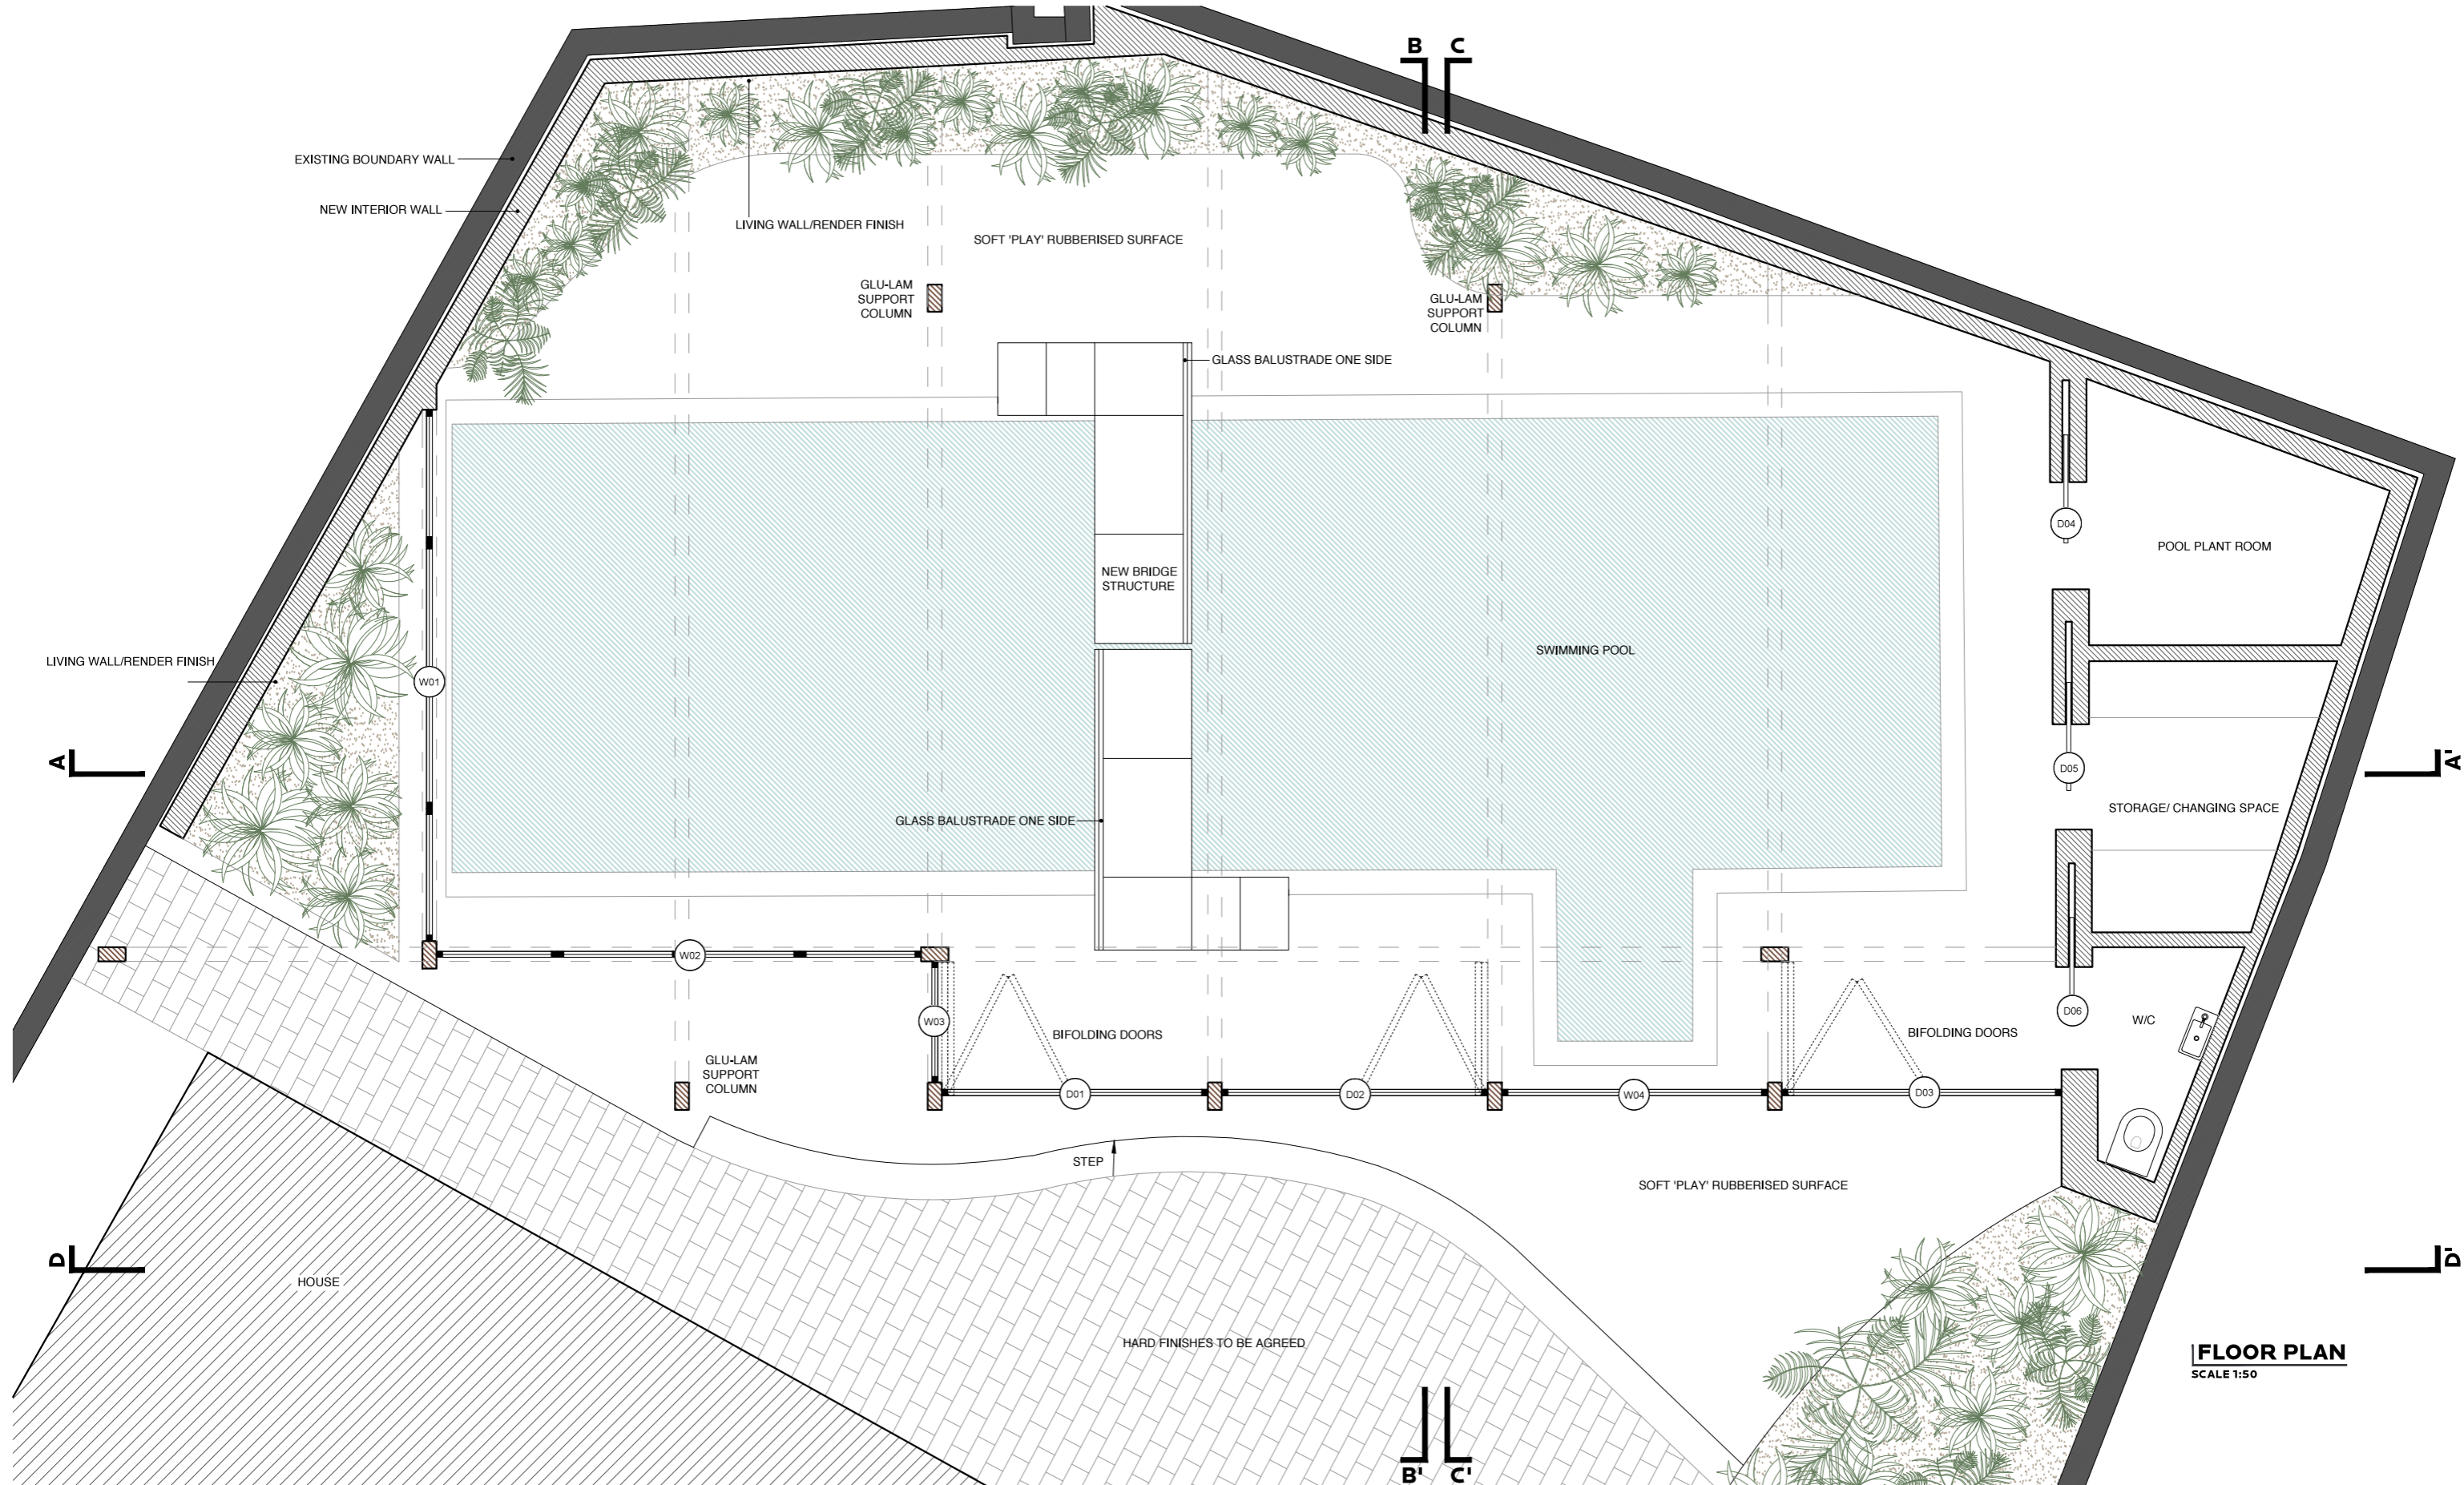 B C
EXISTING BOUNDARY WALL
NEW INTERIOR WALL
LIVING WALL/RENDER FINISH
SOFT 'PLAY' RUBBERISED SURFACE
GLU-LAM
SUPPORT
COLUMN
GLU-LAM
SUPPORT
COLUMN
GLASS BALUSTRADE ONE SIDE
D04
POOL PLANT ROOM
NEW BRIDGE
STRUCTURE
SWIMMING POOL
LIVING WALL/RENDER FINISH
W01
A
A'
D05
STORAGE/ CHANGING SPACE
GLASS BALUSTRADE ONE SIDE
W02
W03
D06
W/C
BIFOLDING DOORS
BIFOLDING DOORS
GLU-LAM
SUPPORT
COLUMN
D01
D02
W04
D03
STEP
SOFT 'PLAY' RUBBERISED SURFACE
D
D'
HOUSE
HARD FINISHES TO BE AGREED
FLOOR PLAN
SCALE 1:50
B' C'